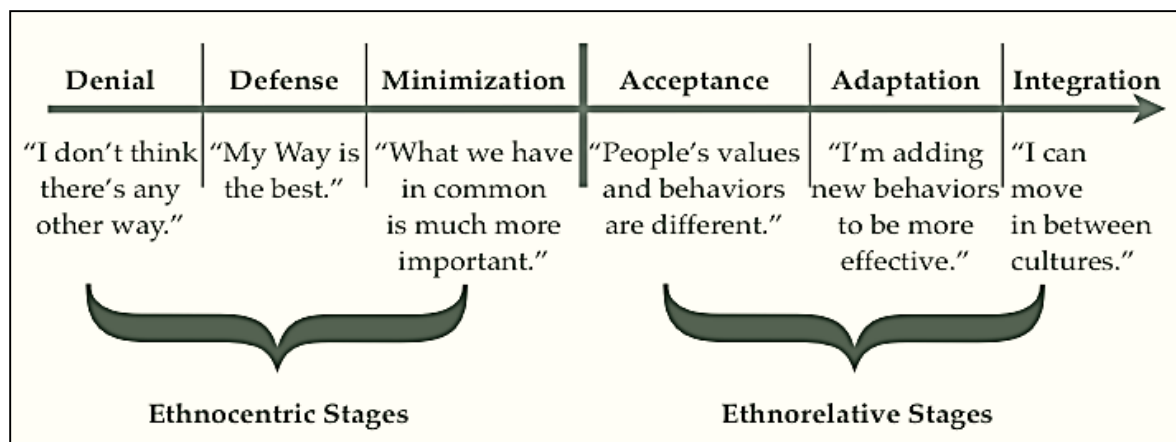 Denial
Defense
Minimization
Acceptance
Adaptation
Integration
“I don't think
there's any
other way.”
“My Way is
the best.”
“What we have
in common
is much more
important.”
“People's values
and behaviors
are different.”
“I'm adding
new behaviors
to be more
effective.”
“I can
move
in between
cultures.”
Ethnocentric Stages
Ethnorelative Stages